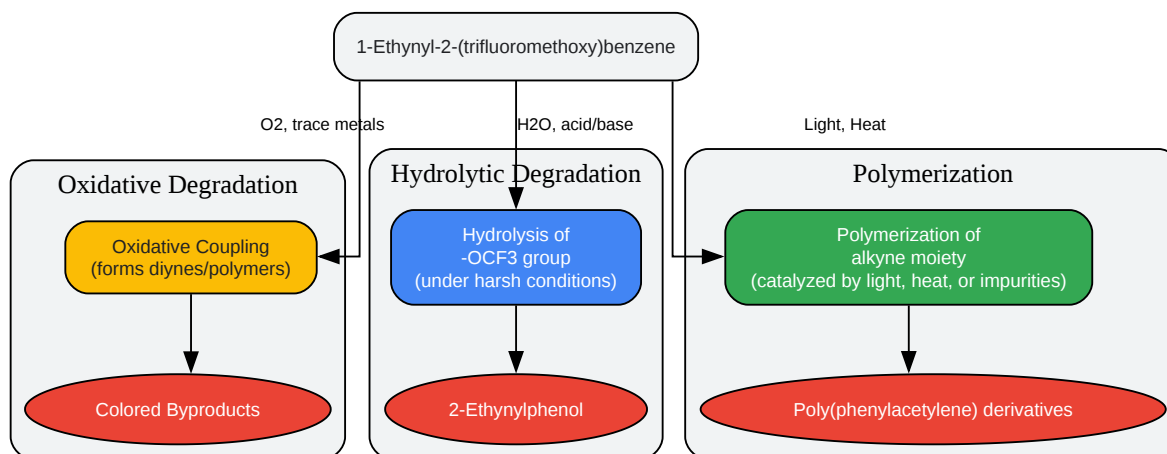 1-Ethynyl-2-(trifluoromethoxy)benzene
O2, trace metals
H2O, acid/base
Light, Heat
Oxidative Degradation
Hydrolytic Degradation
Polymerization
Oxidative Coupling
(forms diynes/polymers)
Hydrolysis of
-OCF3 group
(under harsh conditions)
Polymerization of
alkyne moiety
(catalyzed by light, heat, or impurities)
Colored Byproducts
2-Ethynylphenol
Poly(phenylacetylene) derivatives